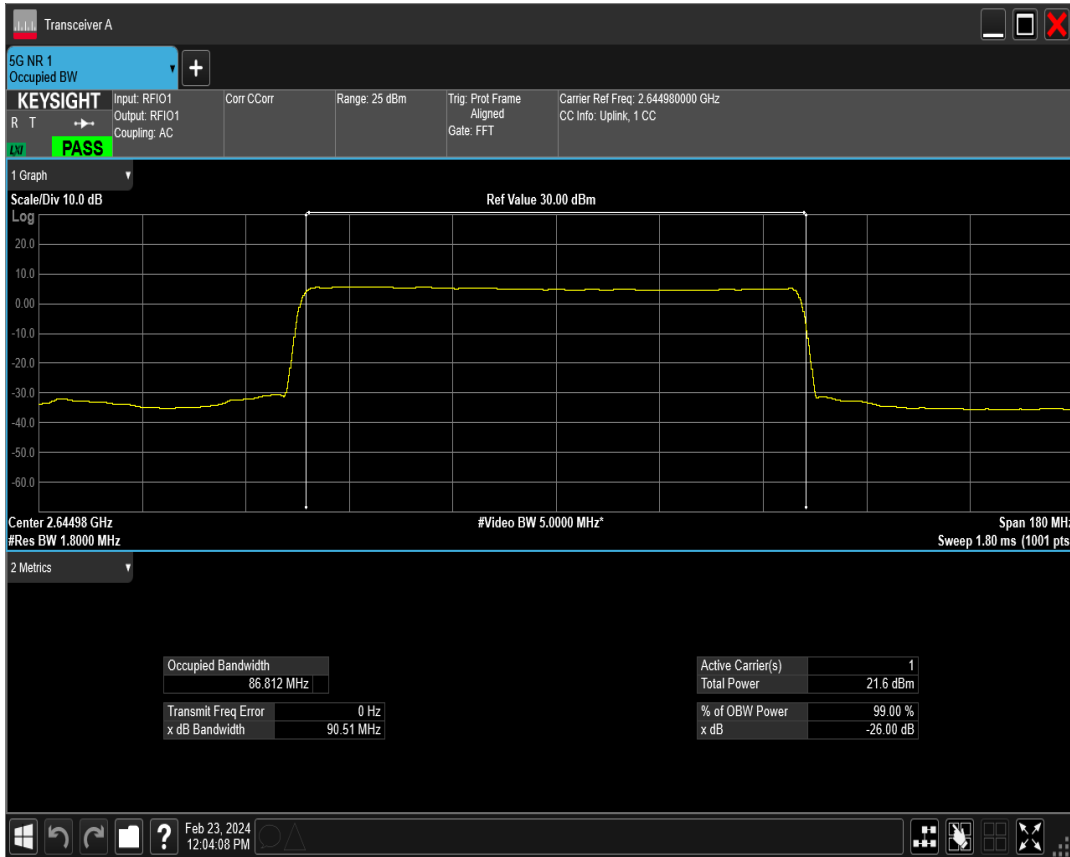 Transceiver A
5G NR 1
Occupied BW
KEYSIGHT
R T
LXI
PASS
Input: RFIO1
Output: RFIO1
Coupling: AC
Corr CCorr
Range: 25 dBm
Trig: Prot Frame
Aligned
Gate: FFT
Carrier Ref Freq: 2.644980000 GHz
CC Info: Uplink, 1 CC
1 Graph
Scale/Div 10.0 dB
Ref Value 30.00 dBm
Log
20.0
10.0
0.00
-10.0
-20.0
-30.0
-40.0
-50.0
-60.0
Center 2.64498 GHz
#Video BW 5.0000 MHz*
Span 180 MHz
#Res BW 1.8000 MHz
Sweep 1.80 ms (1001 pts
2 Metrics
Occupied Bandwidth
86.812 MHz
Transmit Freq Error 0 Hz
x dB Bandwidth 90.51 MHz
Active Carrier(s) 1
Total Power 21.6 dBm
% of OBW Power 99.00 %
x dB -26.00 dB
?
Feb 23, 2024
12:04:08 PM